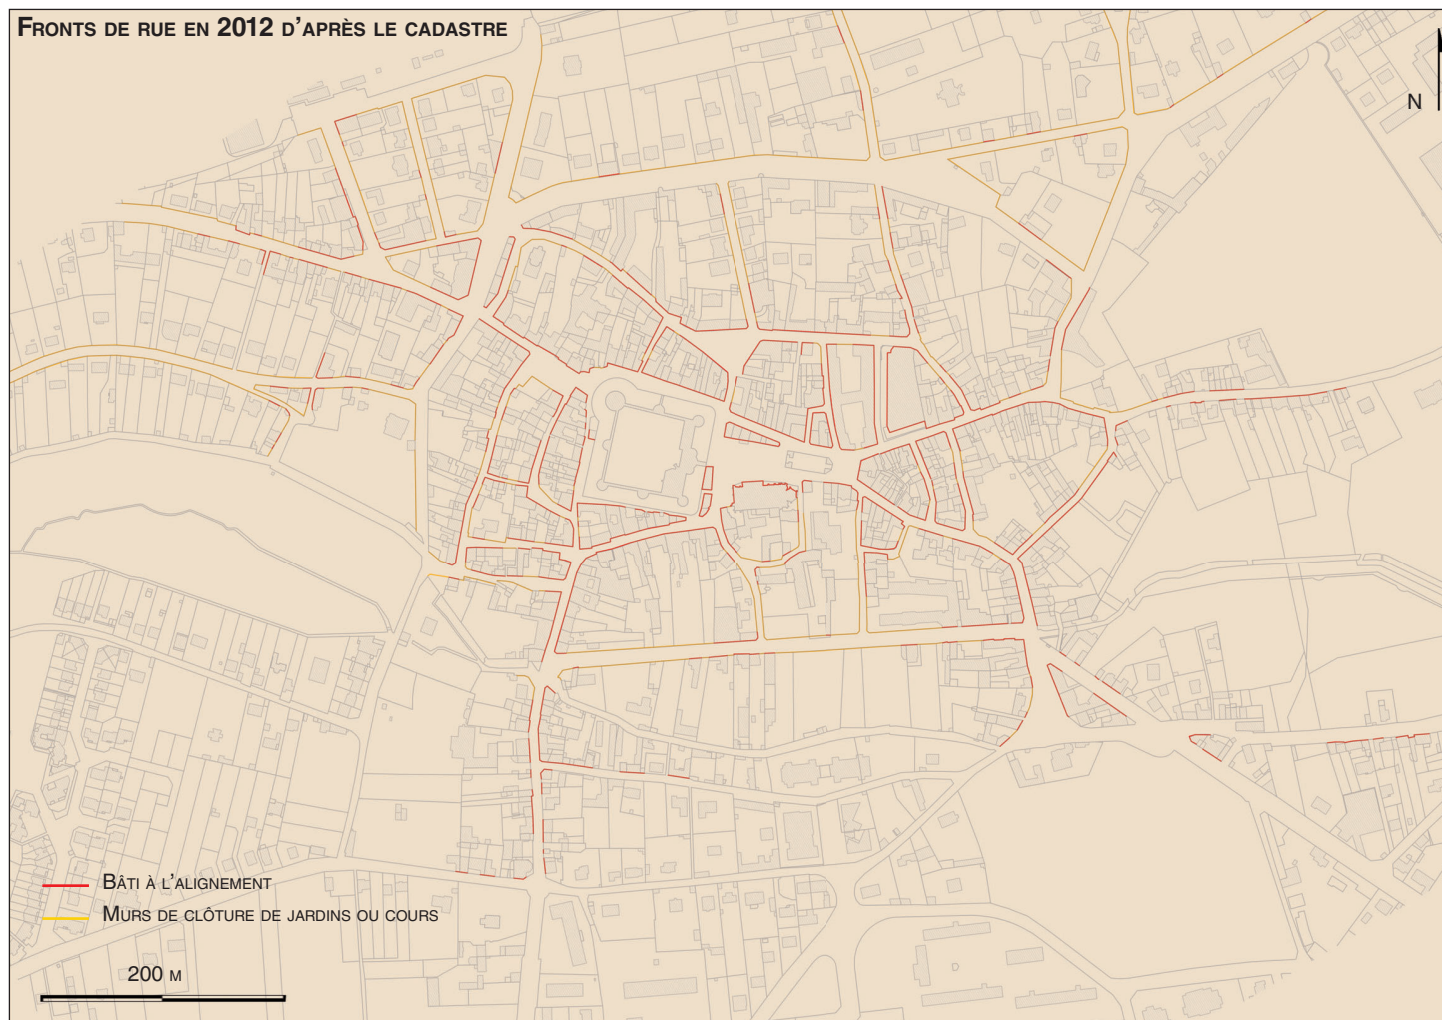 FRONTS DE RUE EN 2012 D'APRÈS LE CADASTRE
N
BÂTI À L'ALIGNEMENT
MURS DE CLÔTURE DE JARDINS OU COURS
200 M